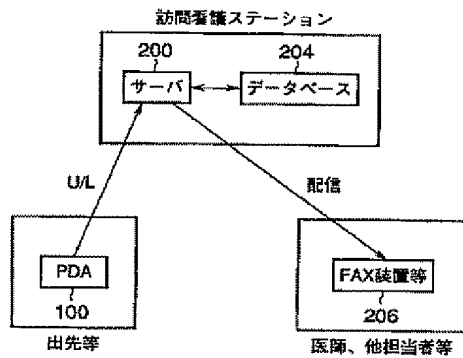 訪問看護ステーション
200 204
サーバ データベース
U/L 配信
PDA FAX装置等
100 206
出先等 医師、他担当者等